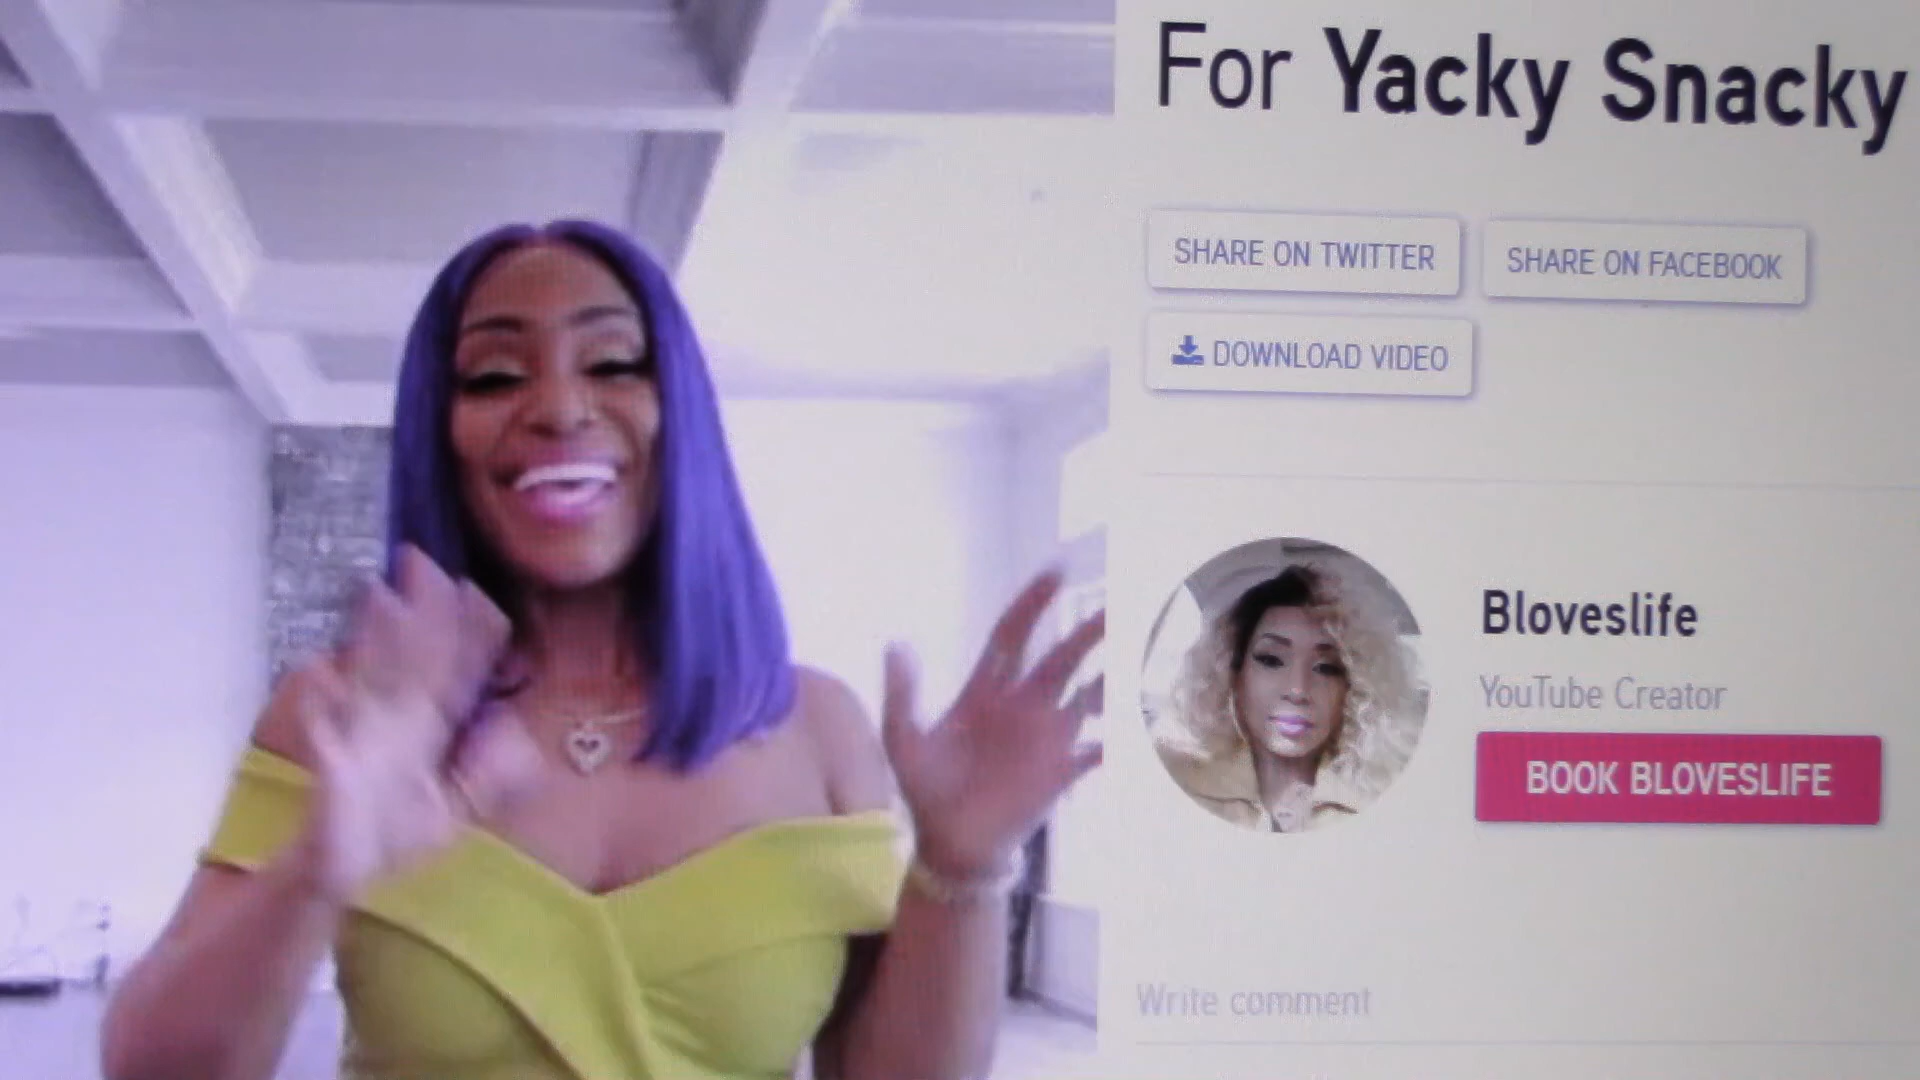 For Yacky Snacky
SHARE ON TWITTER
SHARE ON FACEBOOK
DOWNLOAD VIDEO
Bloveslife
YouTube Creator
BOOK BLOVESLIFE
Write comment